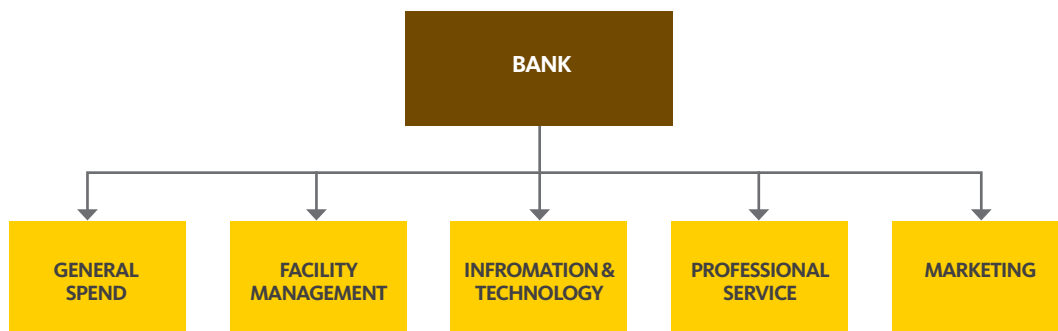 BANK
GENERAL
SPEND
FACILITY
MANAGEMENT
INFROMATION &
TECHNOLOGY
PROFESSIONAL
SERVICE
MARKETING